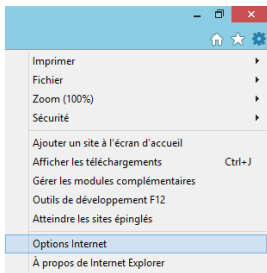 Imprimer
Fichier
Zoom (100%)
Sécurité
Ajouter un site à l'écran d'accueil
Afficher les téléchargements Ctrl+J
Gérer les modules complémentaires
Outils de développement F12
Atteindre les sites épinglés
Options Internet
À propos de Internet Explorer